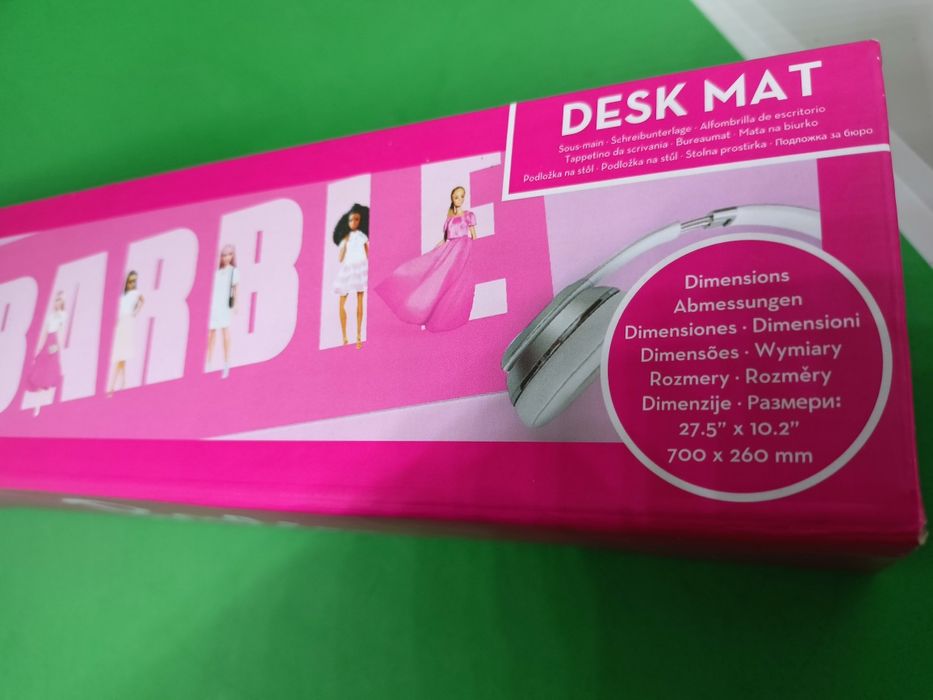 DESK MAT
Sous-main · Schreibunterlage · Alfombrilla de escritorio
Tappetino da scrivania · Bureaumat · Mata na biurko
Podložka na stôl · Podložka na stůl · Stolna prostirka · Подложка за бюро
BARBIE
Dimensions
Abmessungen
Dimensiones · Dimensioni
Dimensões · Wymiary
Rozmery · Rozměry
Dimenzije · Размери:
27.5" x 10.2"
700 x 260 mm